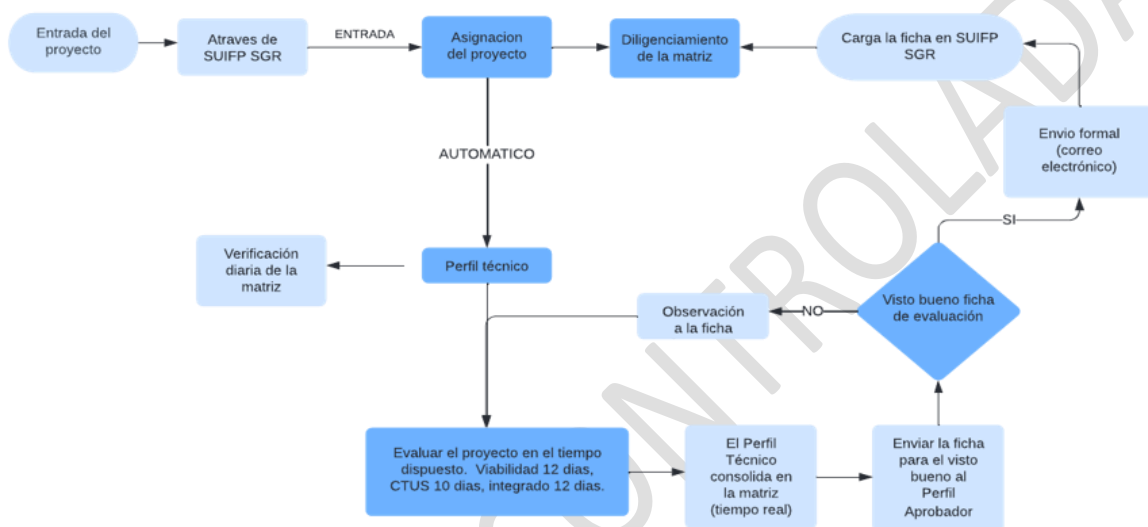 Entrada del
proyecto
Atraves de
SUIFP SGR
ENTRADA
Asignacion
del proyecto
Diligenciamiento
de la matriz
Carga la ficha en SUIFP
SGR
Envio formal
(correo
electrónico)
AUTOMATICO
SI
Verificación
diaria de la
matriz
Perfil técnico
Observación
a la ficha
NO
Visto bueno ficha
de evaluación
Evaluar el proyecto en el tiempo
dispuesto. Viabilidad 12 dias,
CTUS 10 dias, integrado 12 dias.
El Perfil
Técnico
consolida en
la matriz
(tiempo real)
Enviar la ficha
para el visto
bueno al
Perfil
Aprobador
CONTROLADA